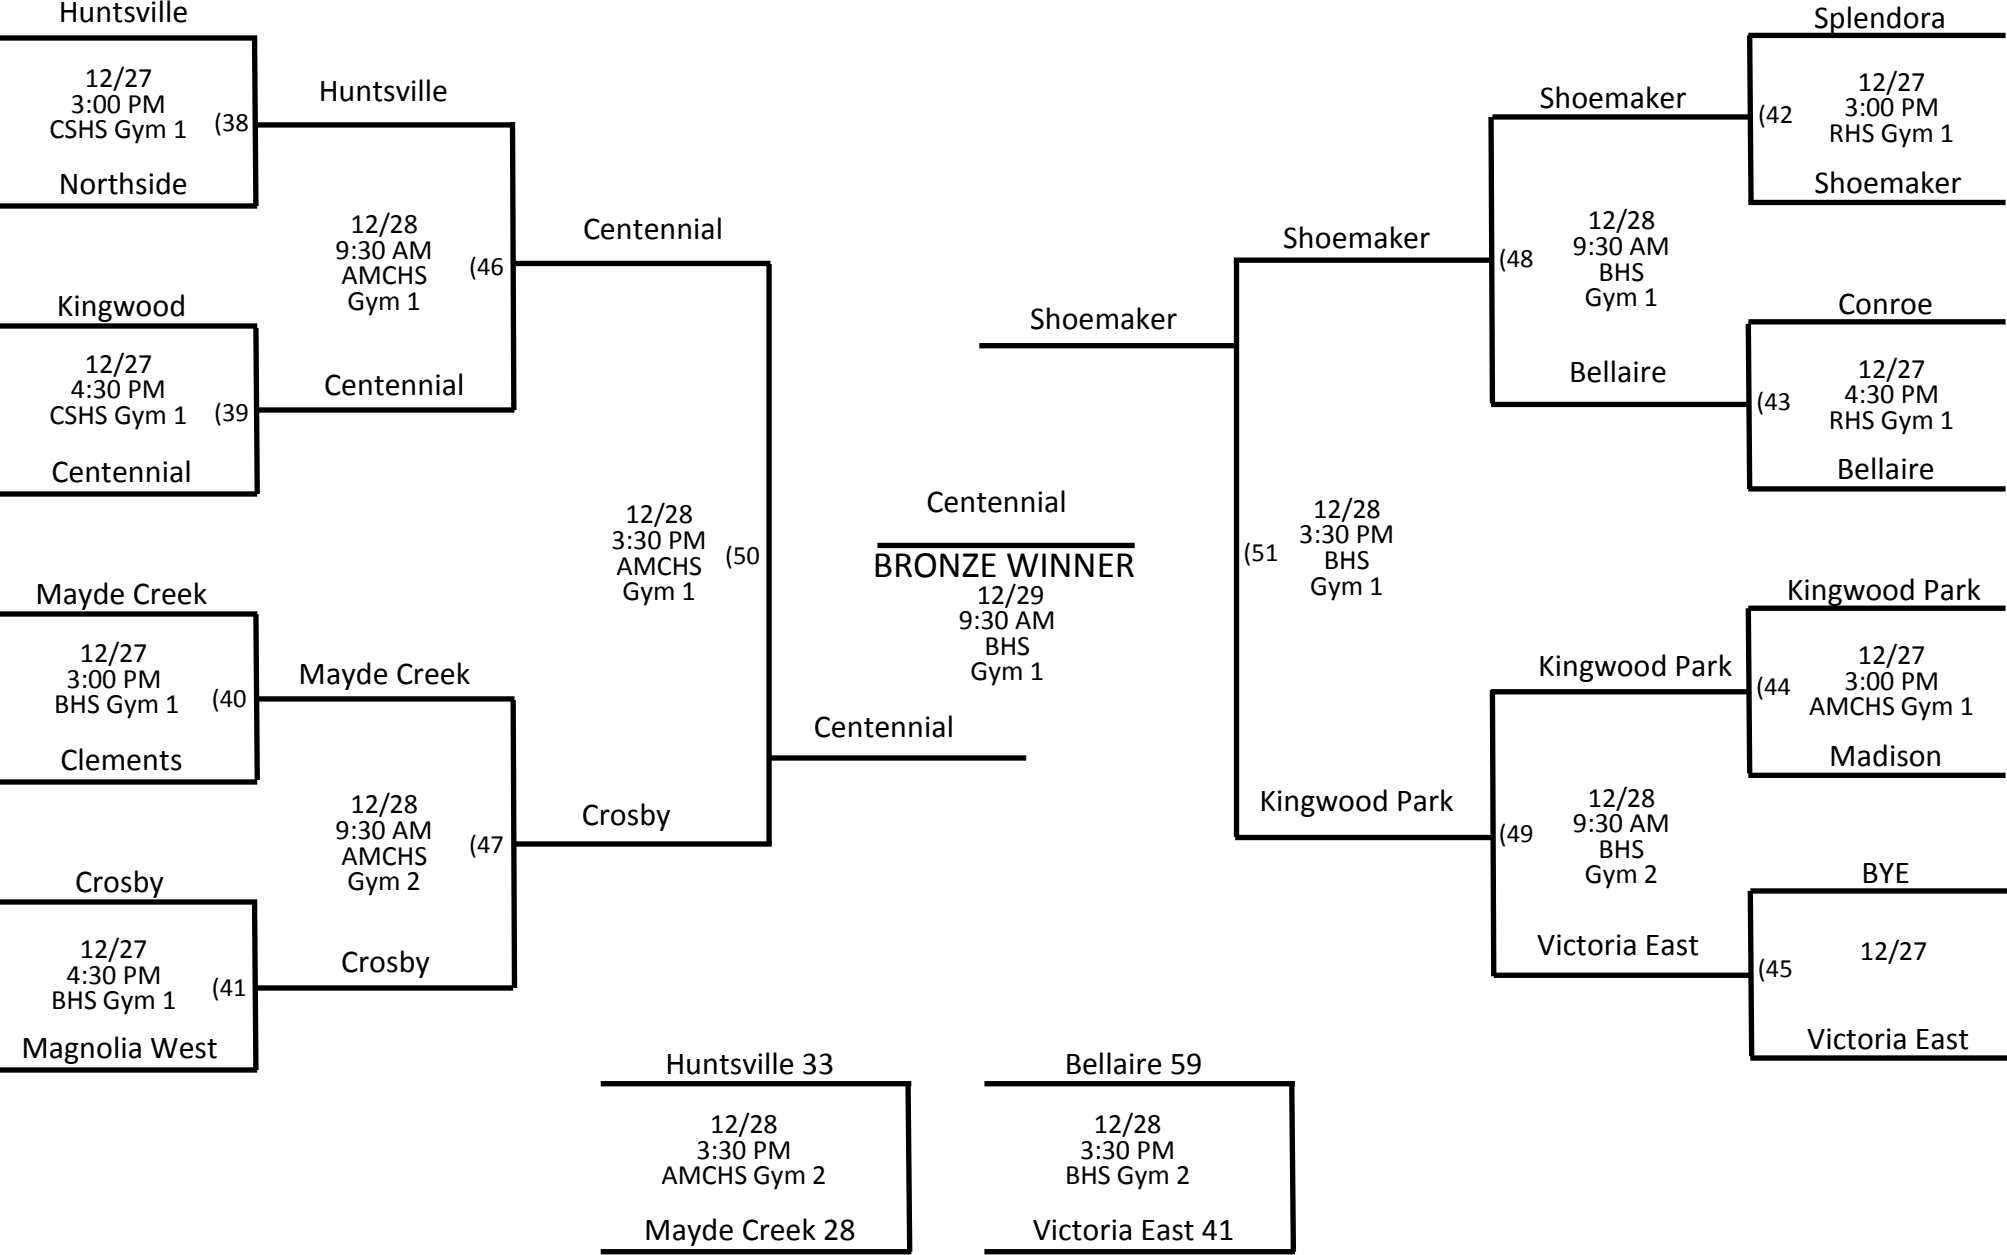 Huntsville
12/27
3:00 PM
CSHS Gym 1
(38
Northside
Kingwood
12/27
4:30 PM
CSHS Gym 1
(39
Centennial
Mayde Creek
12/27
3:00 PM
BHS Gym 1
(40
Clements
Crosby
12/27
4:30 PM
BHS Gym 1
(41
Magnolia West
Huntsville
12/28
9:30 AM
AMCHS
Gym 1
(46
Centennial
Mayde Creek
12/28
9:30 AM
AMCHS
Gym 2
(47
Crosby
Centennial
12/28
3:30 PM
AMCHS
Gym 1
(50
Crosby
Shoemaker
Centennial
BRONZE WINNER
12/29
9:30 AM
BHS
Gym 1
Centennial
Shoemaker
(51
12/28
3:30 PM
BHS
Gym 1
Kingwood Park
Shoemaker
(48
12/28
9:30 AM
BHS
Gym 1
Bellaire
Kingwood Park
(49
12/28
9:30 AM
BHS
Gym 2
Victoria East
Splendora
(42
12/27
3:00 PM
RHS Gym 1
Shoemaker
Conroe
(43
12/27
4:30 PM
RHS Gym 1
Bellaire
Kingwood Park
(44
12/27
3:00 PM
AMCHS Gym 1
Madison
BYE
(45
12/27
Victoria East
Huntsville 33
12/28
3:30 PM
AMCHS Gym 2
Mayde Creek 28
Bellaire 59
12/28
3:30 PM
BHS Gym 2
Victoria East 41